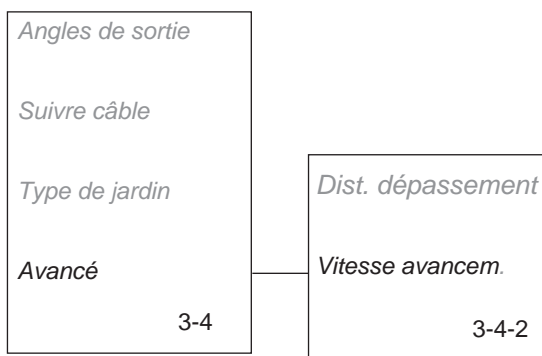 Angles de sortie
Suivre câble
Type de jardin
Avancé
3-4
Dist. dépassement
Vitesse avancem.
3-4-2